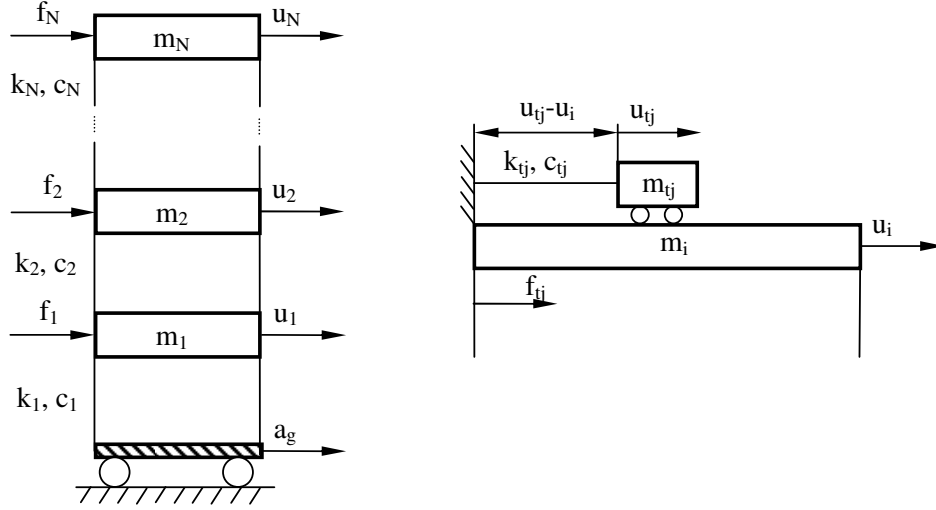 f_N u_N
m_N
k_N, c_N
f_2 u_2
m_2
k_2, c_2
f_1 u_1
m_1
k_1, c_1
a_g
u_tj-u_i u_tj
k_tj, c_tj
m_tj
m_i u_i
f_tj